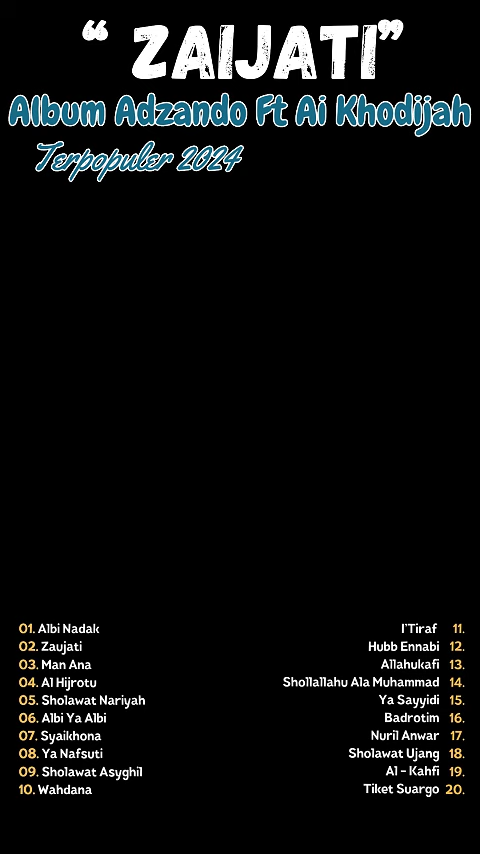 “ ZAIJATI”
Album Adzando Ft Ai Khodijah
Terpopuler 2024
01. Albi Nadak
02. Zaujati
03. Man Ana
04. Al Hijrotu
05. Sholawat Nariyah
06. Albi Ya Albi
07. Syaikhona
08. Ya Nafsuti
09. Sholawat Asyghil
10. Wahdana
I'Tiraf 11.
Hubb Ennabi 12.
Allahukafi 13.
Shollallahu Ala Muhammad 14.
Ya Sayyidi 15.
Badrotim 16.
Nuril Anwar 17.
Sholawat Ujang 18.
Al - Kahfi 19.
Tiket Suargo 20.